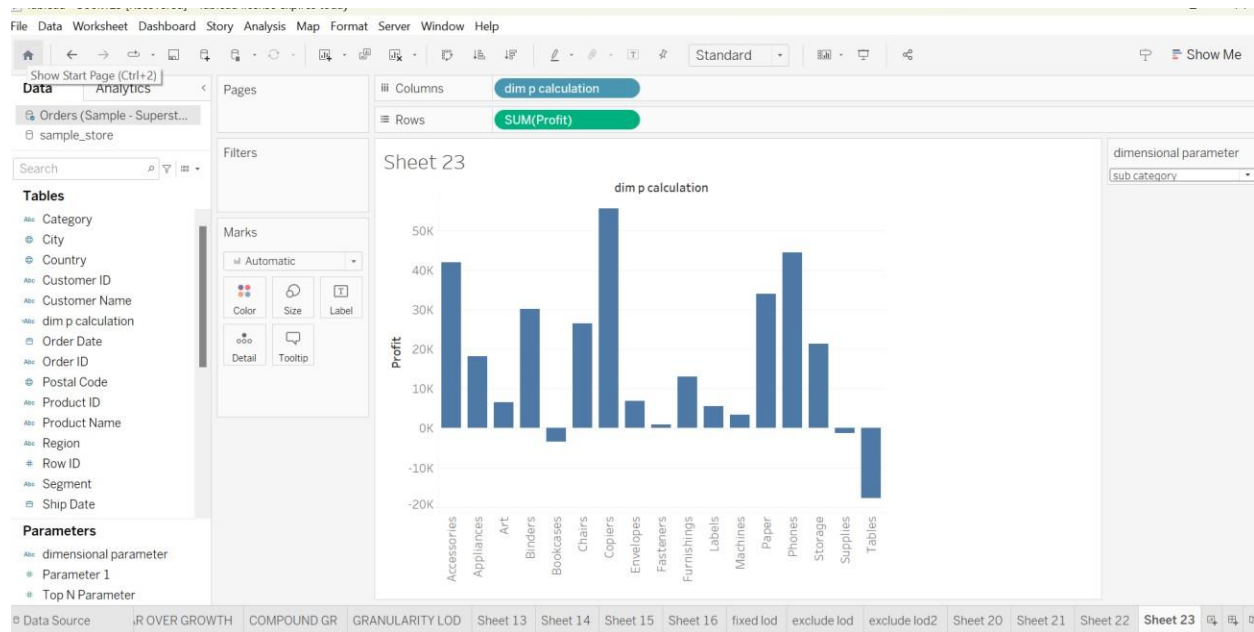 File Data Worksheet Dashboard Story Analysis Map Format Server Window Help
Standard
Show Me
Show Start Page (Ctrl+2)
Data Analytics
Orders (Sample - Superst...
sample_store
Search
Tables
Category
City
Country
Customer ID
Customer Name
dim p calculation
Order Date
Order ID
Postal Code
Product ID
Product Name
Region
Row ID
Segment
Ship Date
Parameters
dimensional parameter
Parameter 1
Top N Parameter
Pages
Filters
Marks
Automatic
Color Size Label
Detail Tooltip
Columns dim p calculation
Rows SUM(Profit)
Sheet 23
dim p calculation
Profit
50K
40K
30K
20K
10K
0K
-10K
-20K
Accessories
Appliances
Art
Binders
Bookcases
Chairs
Copiers
Envelopes
Fasteners
Furnishings
Labels
Machines
Paper
Phones
Storage
Supplies
Tables
dimensional parameter
sub category
Data Source R OVER GROWTH COMPOUND GR GRANULARITY LOD Sheet 13 Sheet 14 Sheet 15 Sheet 16 fixed lod exclude lod exclude lod2 Sheet 20 Sheet 21 Sheet 22 Sheet 23